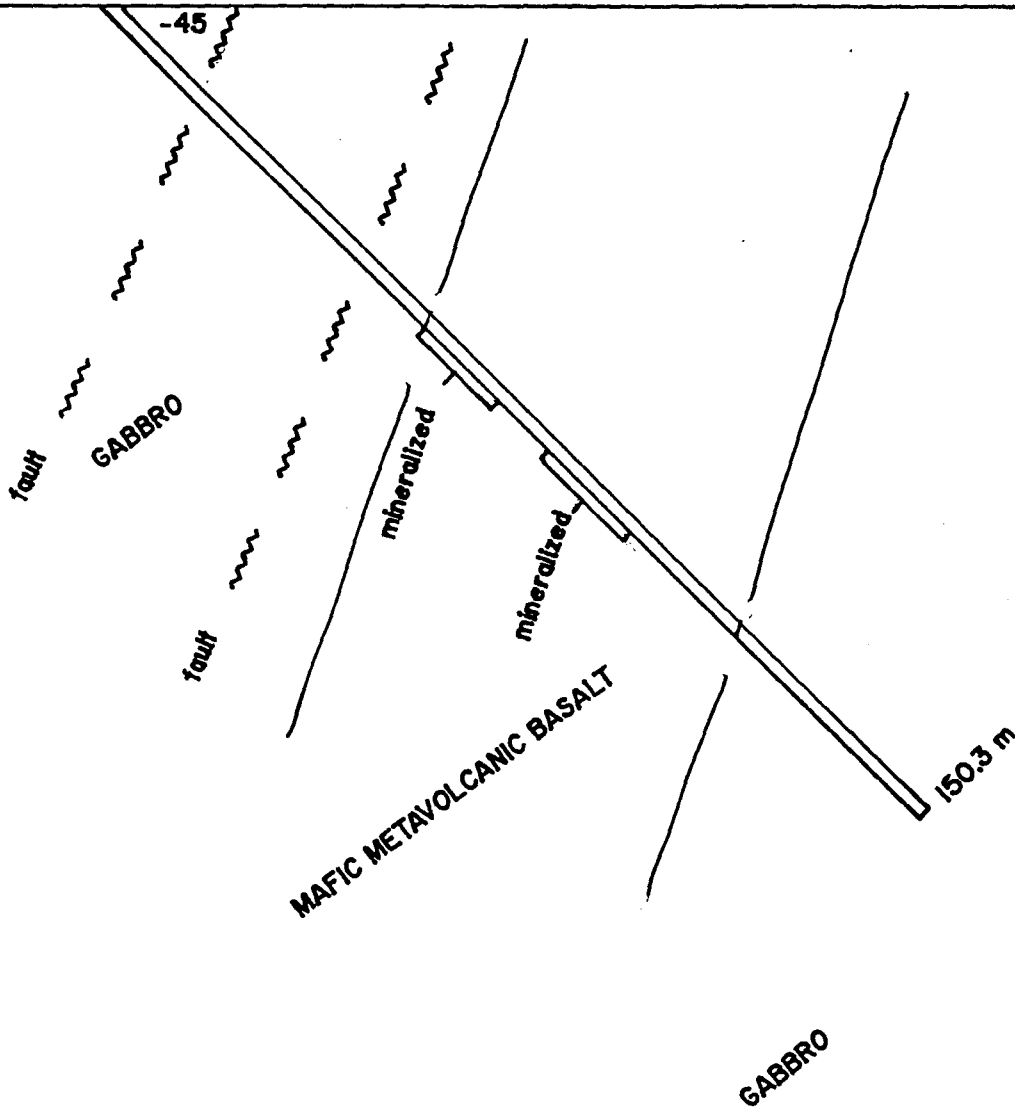 -45
fault
GABBRO
fault
mineralized
mineralized
MAFIC METAVOLCANIC BASALT
150.3 m
GABBRO